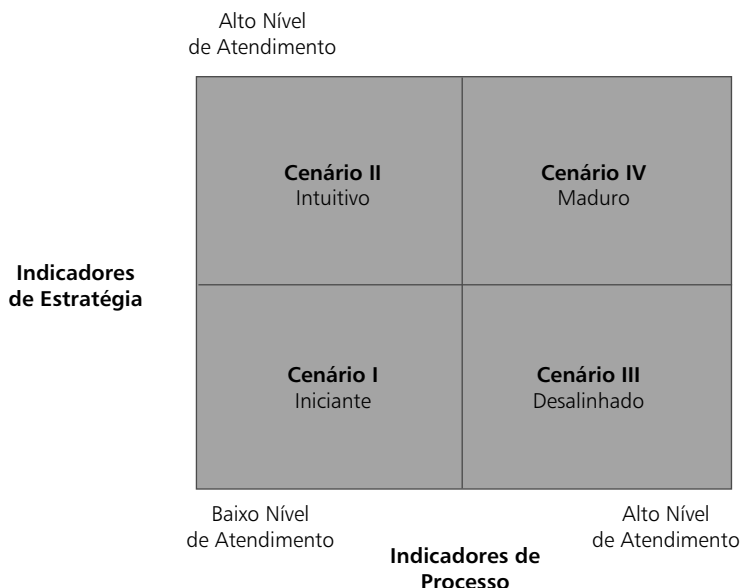 Alto Nível
de Atendimento
Cenário II
Intuitivo
Cenário IV
Maduro
Indicadores
de Estratégia
Cenário I
Iniciante
Cenário III
Desalinhado
Baixo Nível
de Atendimento
Alto Nível
de Atendimento
Indicadores de
Processo